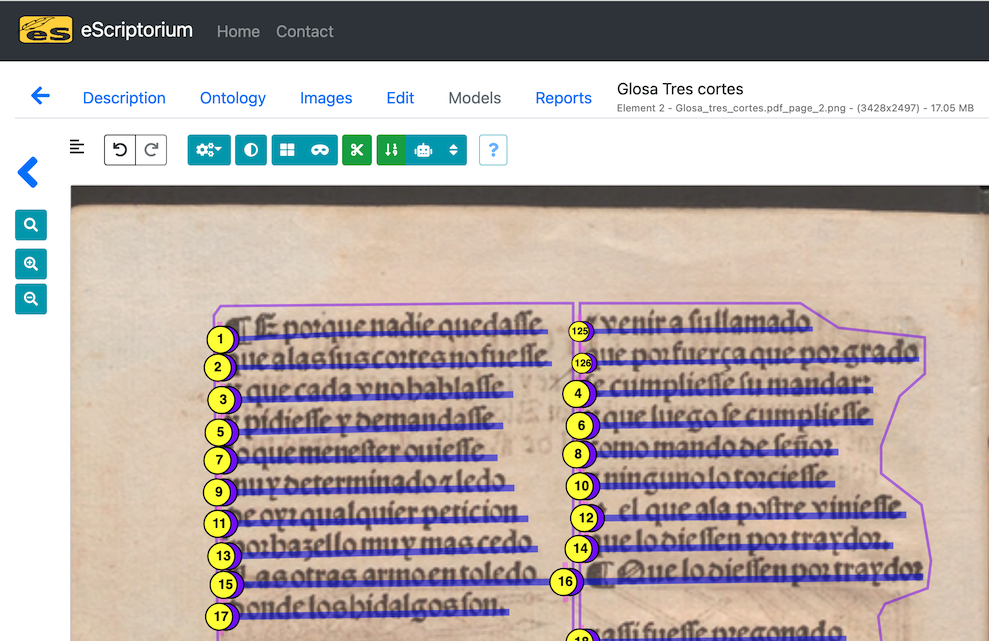 eScriptorium Home Contact
Description Ontology Images Edit Models Reports
Glosa Tres cortes
Element 2 - Glosa_tres_cortes.pdf_page_2.png - (3428x2497) - 17.05 MB
?
1 porque nadie quedasse
2 que a las sus cortes no fuesse
3 y que cada vno hablasse
5 pidiesse y demandasse
7 o que menester ouiesse
9 muy determinado z ledo
11 de oyr qualquier peticion
13 por hazello muy mas cedo
15 Las otras armo en toledo
17 donde los hidalgos son.
125 venir a su llamado
126 que por fuerça que por grado
4 se cumpliesse su mandar:
6 que luego se cumpliesse
8 como mando de señor
10 ninguno lo torciesse
12 el que ala postre viniesse
14 que lo diessen por traydor.
16 ¶ Que lo diessen por traydor
18 assi fuesse pregonado